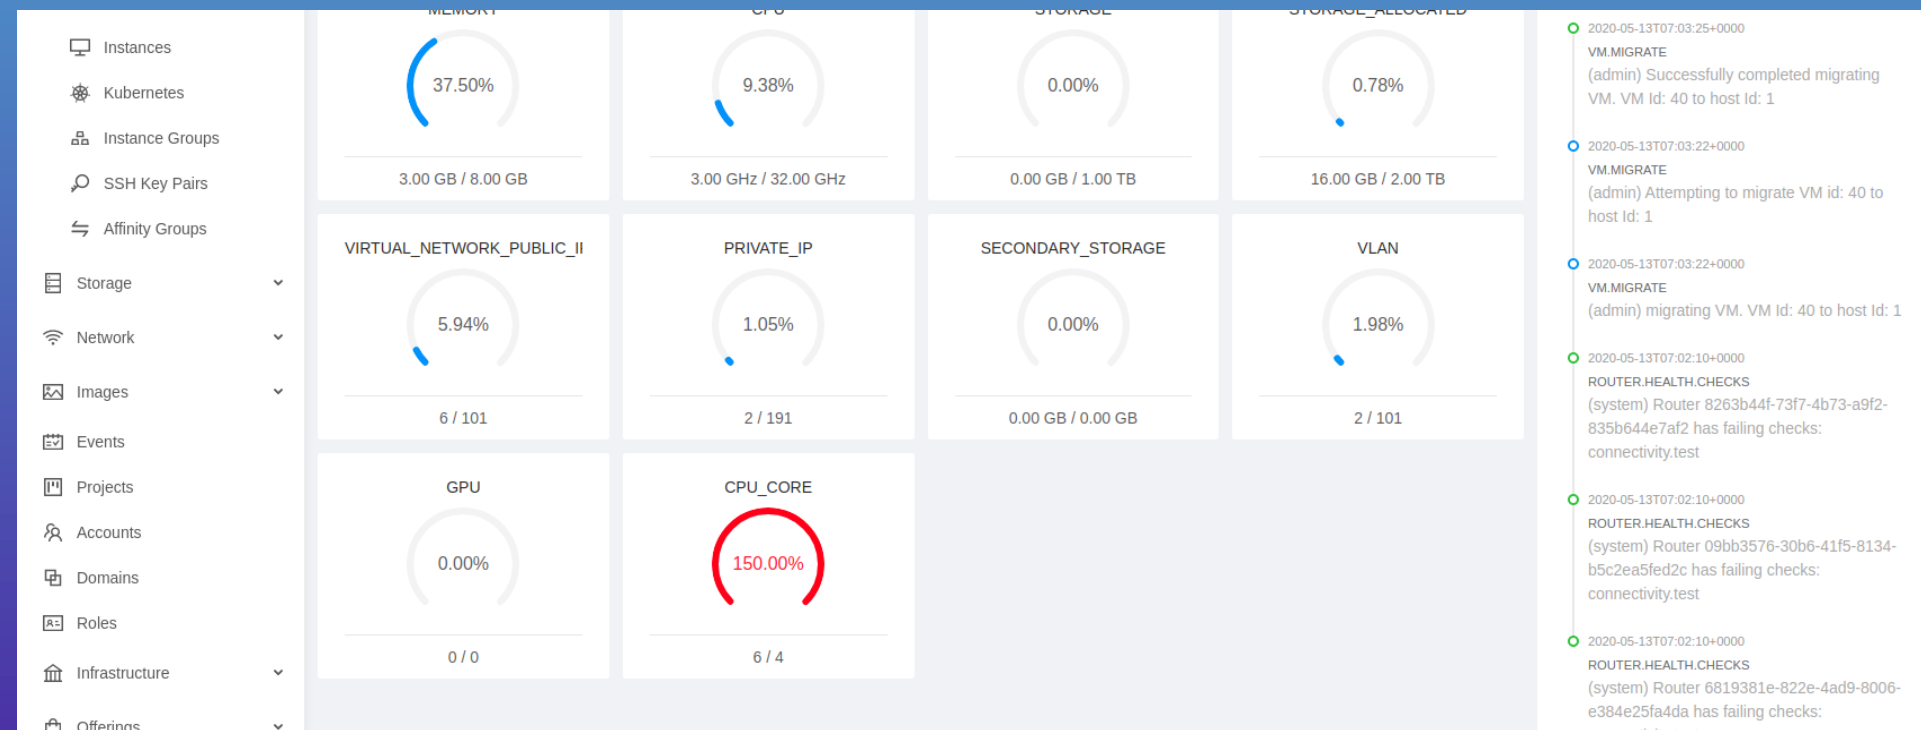 Instances
Kubernetes
Instance Groups
SSH Key Pairs
Affinity Groups
Storage
Network
Images
Events
Projects
Accounts
Domains
Roles
Infrastructure
Offerings
MEMORY
37.50%
3.00 GB / 8.00 GB
CPU
9.38%
3.00 GHz / 32.00 GHz
STORAGE
0.00%
0.00 GB / 1.00 TB
STORAGE_ALLOCATED
0.78%
16.00 GB / 2.00 TB
VIRTUAL_NETWORK_PUBLIC_II
5.94%
6 / 101
PRIVATE_IP
1.05%
2 / 191
SECONDARY_STORAGE
0.00%
0.00 GB / 0.00 GB
VLAN
1.98%
2 / 101
GPU
0.00%
0 / 0
CPU_CORE
150.00%
6 / 4
2020-05-13T07:03:25+0000
VM.MIGRATE
(admin) Successfully completed migrating
VM. VM Id: 40 to host Id: 1
2020-05-13T07:03:22+0000
VM.MIGRATE
(admin) Attempting to migrate VM id: 40 to
host Id: 1
2020-05-13T07:03:22+0000
VM.MIGRATE
(admin) migrating VM. VM Id: 40 to host Id: 1
2020-05-13T07:02:10+0000
ROUTER.HEALTH.CHECKS
(system) Router 8263b44f-73f7-4b73-a9f2-
835b644e7af2 has failing checks:
connectivity.test
2020-05-13T07:02:10+0000
ROUTER.HEALTH.CHECKS
(system) Router 09bb3576-30b6-41f5-8134-
b5c2ea5fed2c has failing checks:
connectivity.test
2020-05-13T07:02:10+0000
ROUTER.HEALTH.CHECKS
(system) Router 6819381e-822e-4ad9-8006-
e384e25fa4da has failing checks: